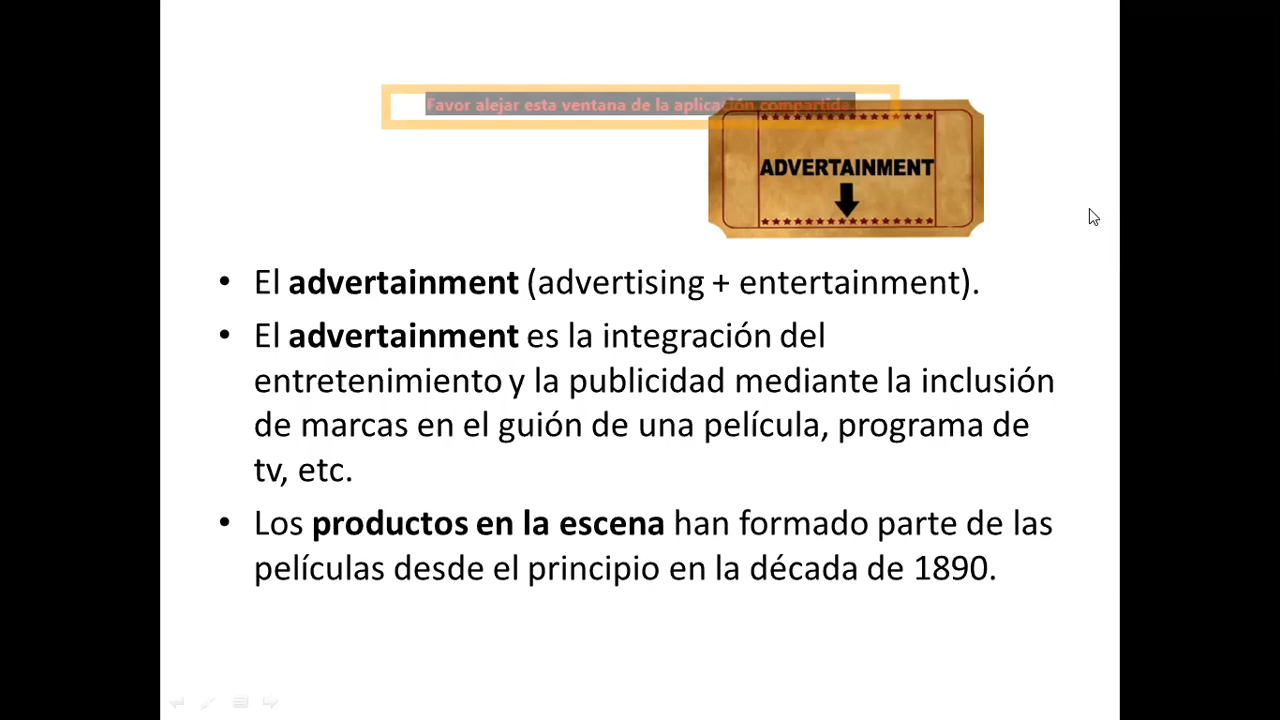 Favor alejar esta ventana de la aplicación compartida
ADVERTAINMENT
• El advertainment (advertising + entertainment).
• El advertainment es la integración del
entretenimiento y la publicidad mediante la inclusión
de marcas en el guión de una película, programa de
tv, etc.
• Los productos en la escena han formado parte de las
películas desde el principio en la década de 1890.